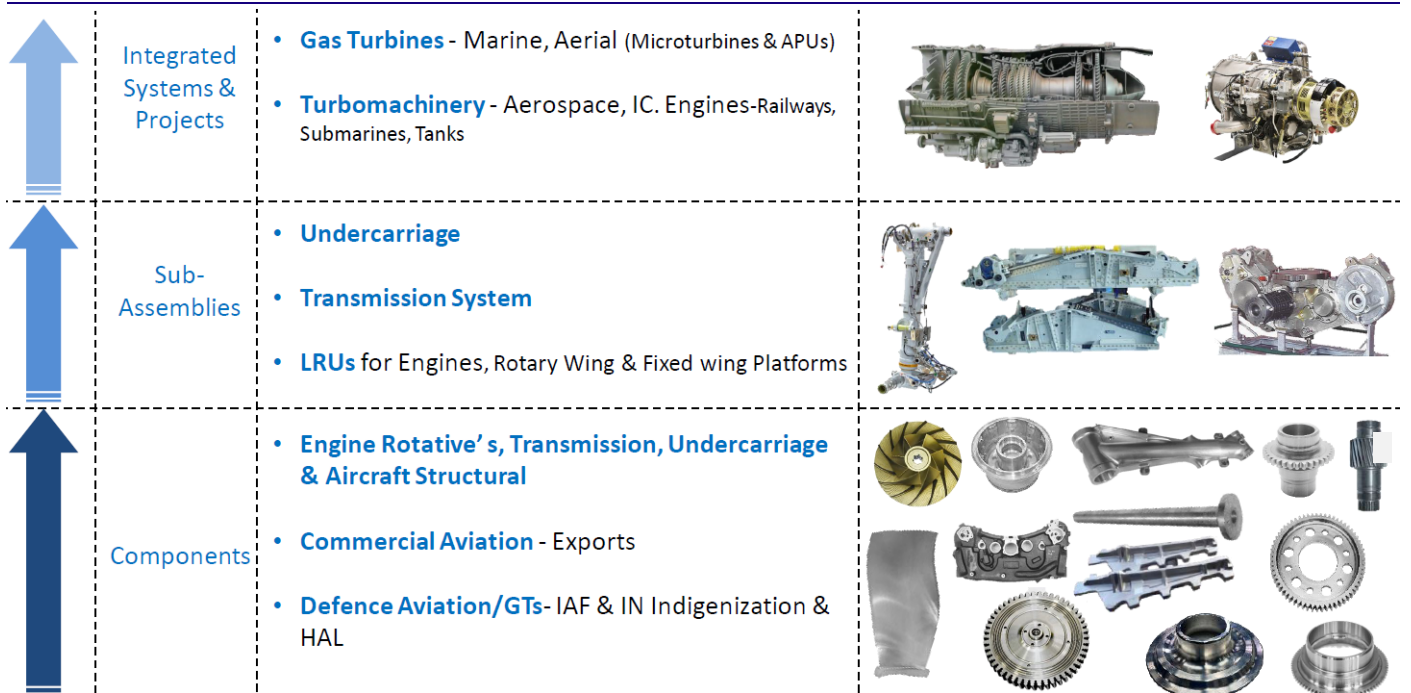 Integrated
Systems &
Projects
• Gas Turbines - Marine, Aerial (Microturbines & APUs)
• Turbomachinery - Aerospace, IC. Engines-Railways,
Submarines, Tanks
Sub-
Assemblies
• Undercarriage
• Transmission System
• LRUs for Engines, Rotary Wing & Fixed wing Platforms
Components
• Engine Rotative’ s, Transmission, Undercarriage
& Aircraft Structural
• Commercial Aviation - Exports
• Defence Aviation/GTs- IAF & IN Indigenization &
HAL